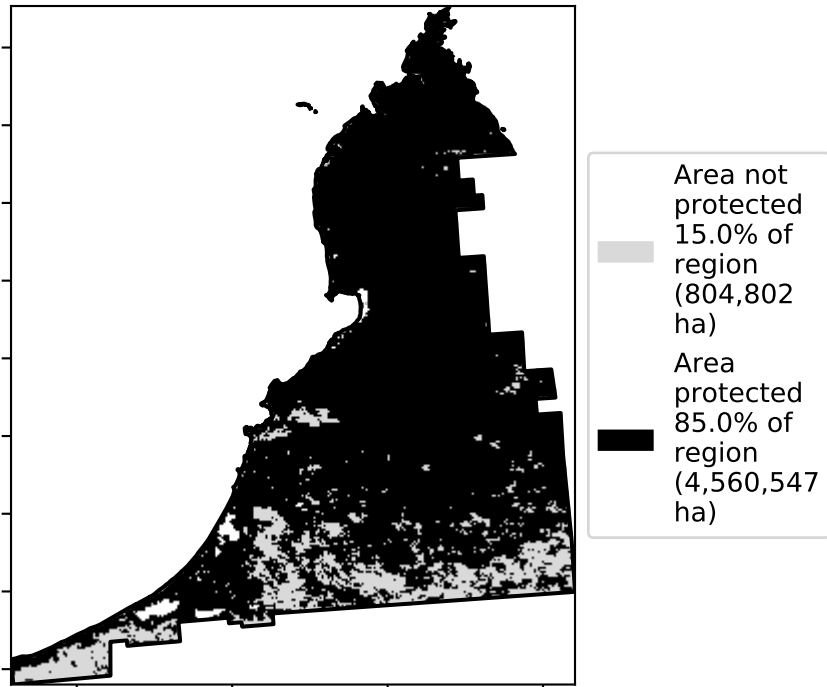 Area not
protected
15.0% of
region
(804,802
ha)
Area
protected
85.0% of
region
(4,560,547
ha)